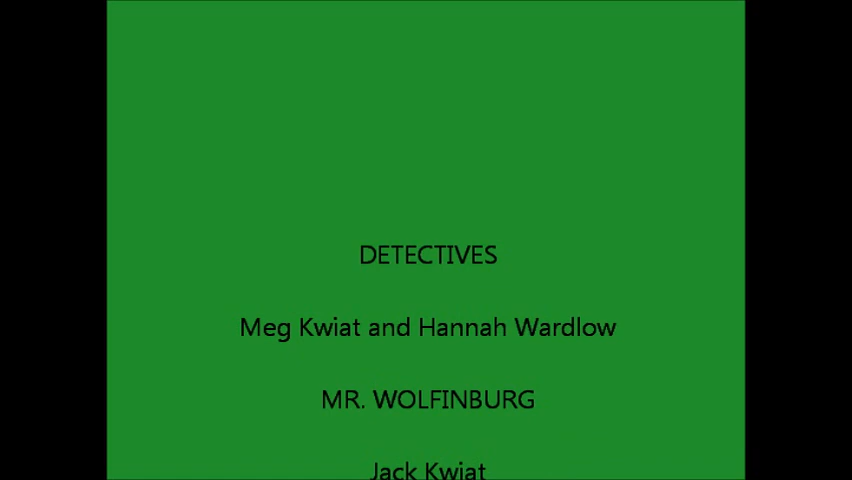 DETECTIVES
Meg Kwiat and Hannah Wardlow
MR. WOLFINBURG
Jack Kwiat